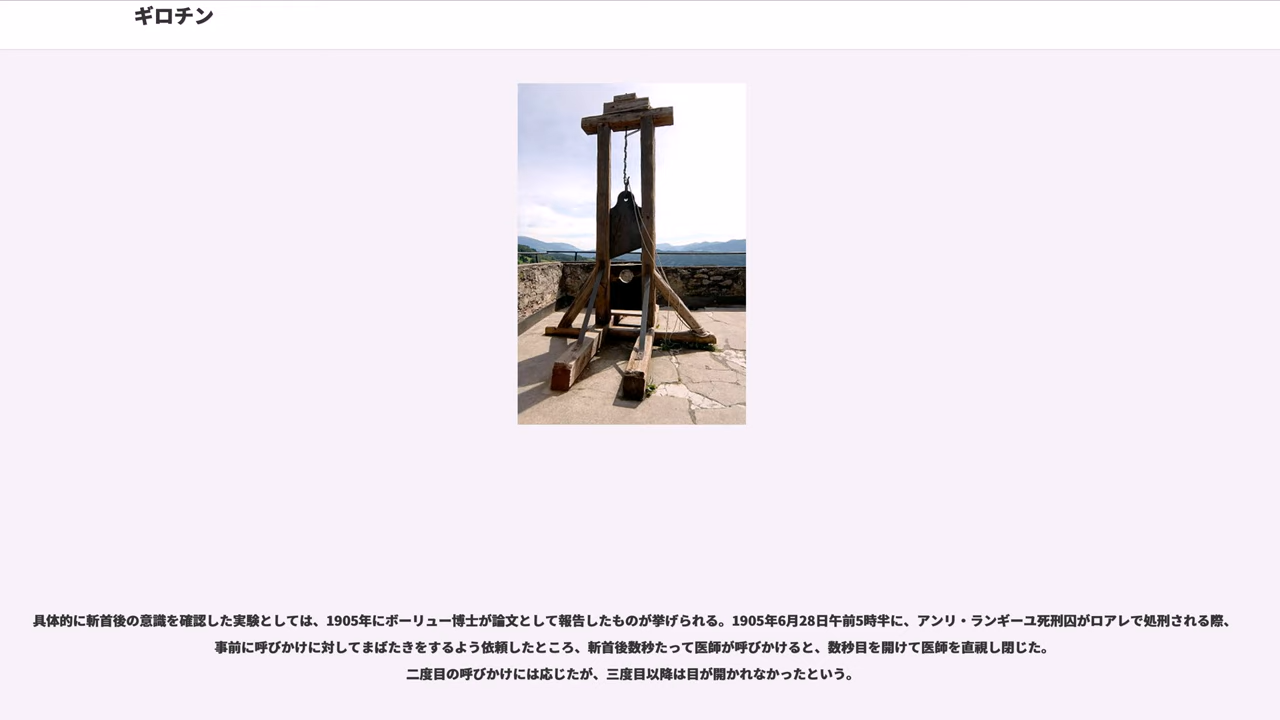 ギロチン
具体的に斬首後の意識を確認した実験としては、1905年にボーリュー博士が論文として報告したものが挙げられる。1905年6月28日午前5時半に、アンリ・ランギーユ死刑囚がロアレで処刑される際、
事前に呼びかけに対してまばたきをするよう依頼したところ、斬首後数秒たって医師が呼びかけると、数秒目を開けて医師を直視し閉じた。
二度目の呼びかけには応じたが、三度目以降は目が開かれなかったという。